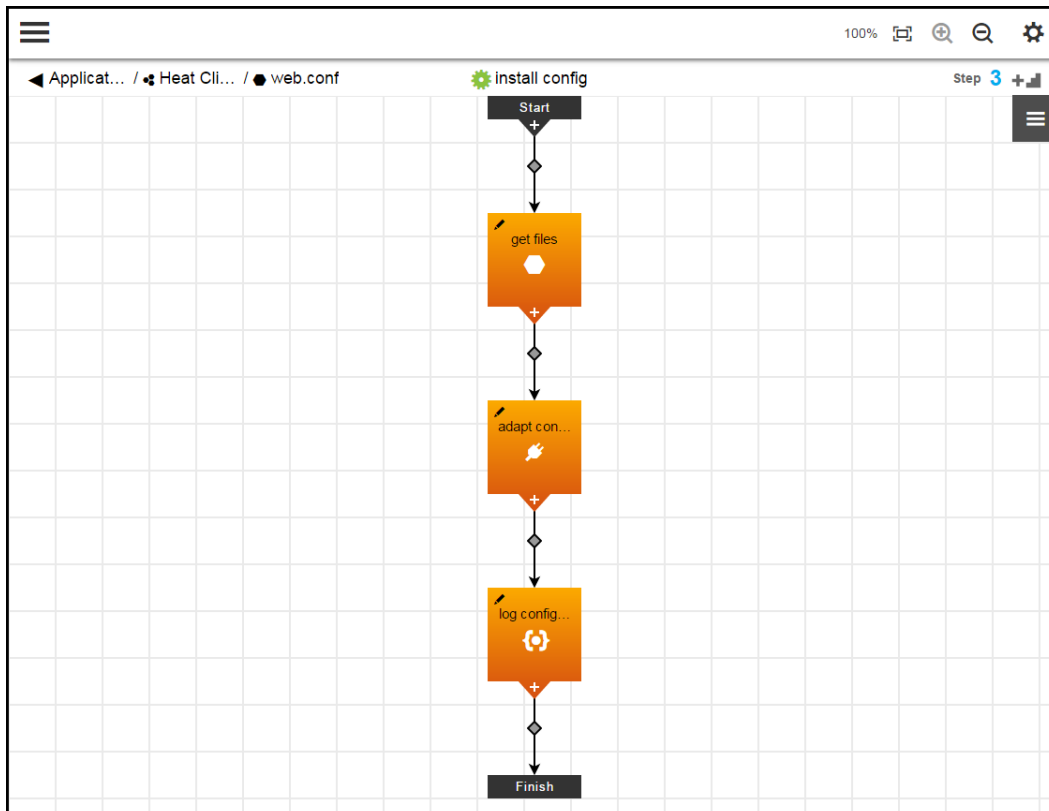 100%
Applicat... / Heat Cli... / web.conf
install config
Step 3
Start
get files
adapt con...
log config...
Finish